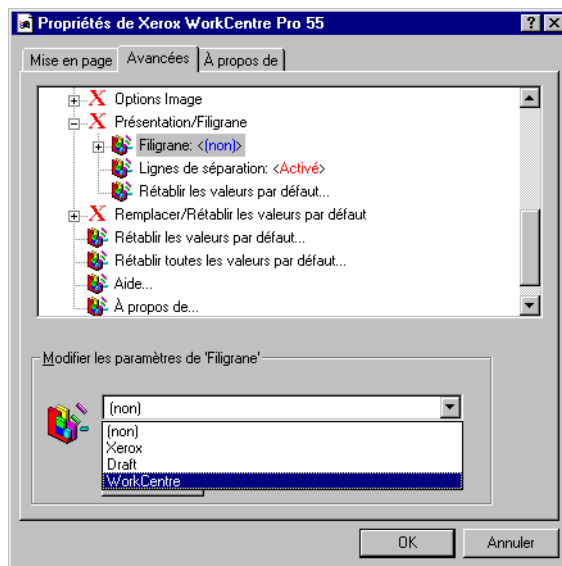 Propriétés de Xerox WorkCentre Pro 55
Mise en page Avancées À propos de
Options Image
Présentation/Filigrane
Filigrane: <(non)>
Lignes de séparation: <Activé>
Rétablir les valeurs par défaut...
Remplacer/Rétablir les valeurs par défaut
Rétablir les valeurs par défaut...
Rétablir toutes les valeurs par défaut...
Aide...
À propos de...
Modifier les paramètres de 'Filigrane'
(non)
(non)
Xerox
Draft
WorkCentre
OK Annuler